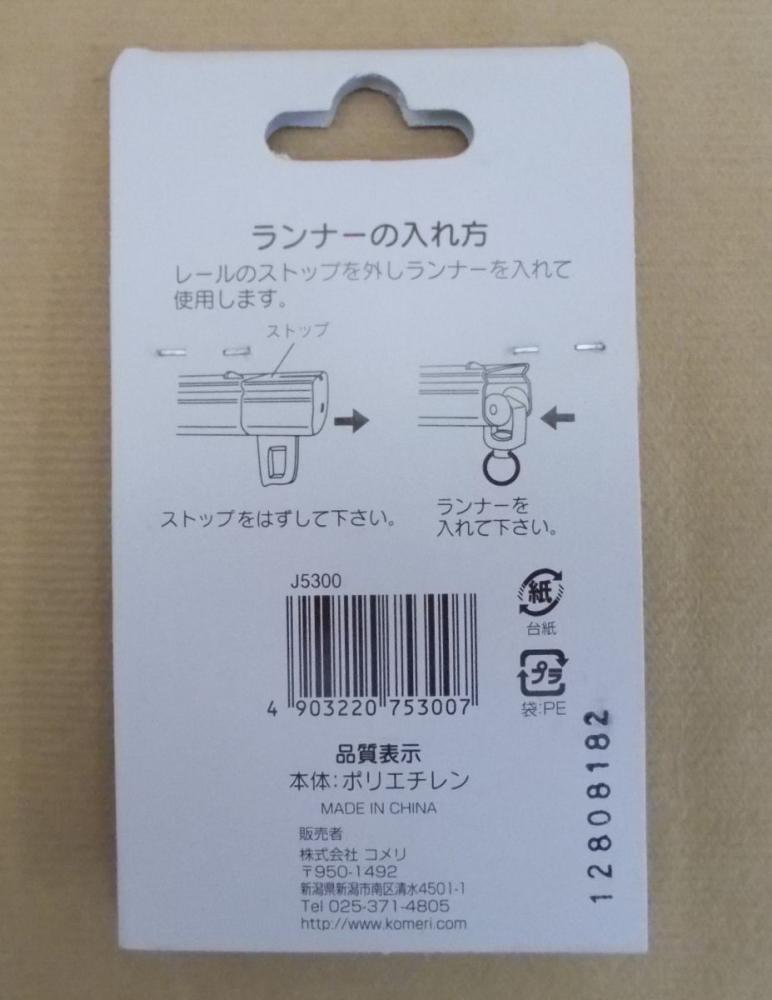 ランナーの入れ方
レールのストップを外しランナーを入れて
使用します。
ストップ
ストップをはずして下さい。
ランナーを
入れて下さい。
J5300
紙
台紙
プラ
袋:PE
4 903220 753007
品質表示
本体:ポリエチレン
MADE IN CHINA
販売者
株式会社 コメリ
〒950-1492
新潟県新潟市南区清水4501-1
Tel 025-371-4805
http://www.komeri.com
12808182